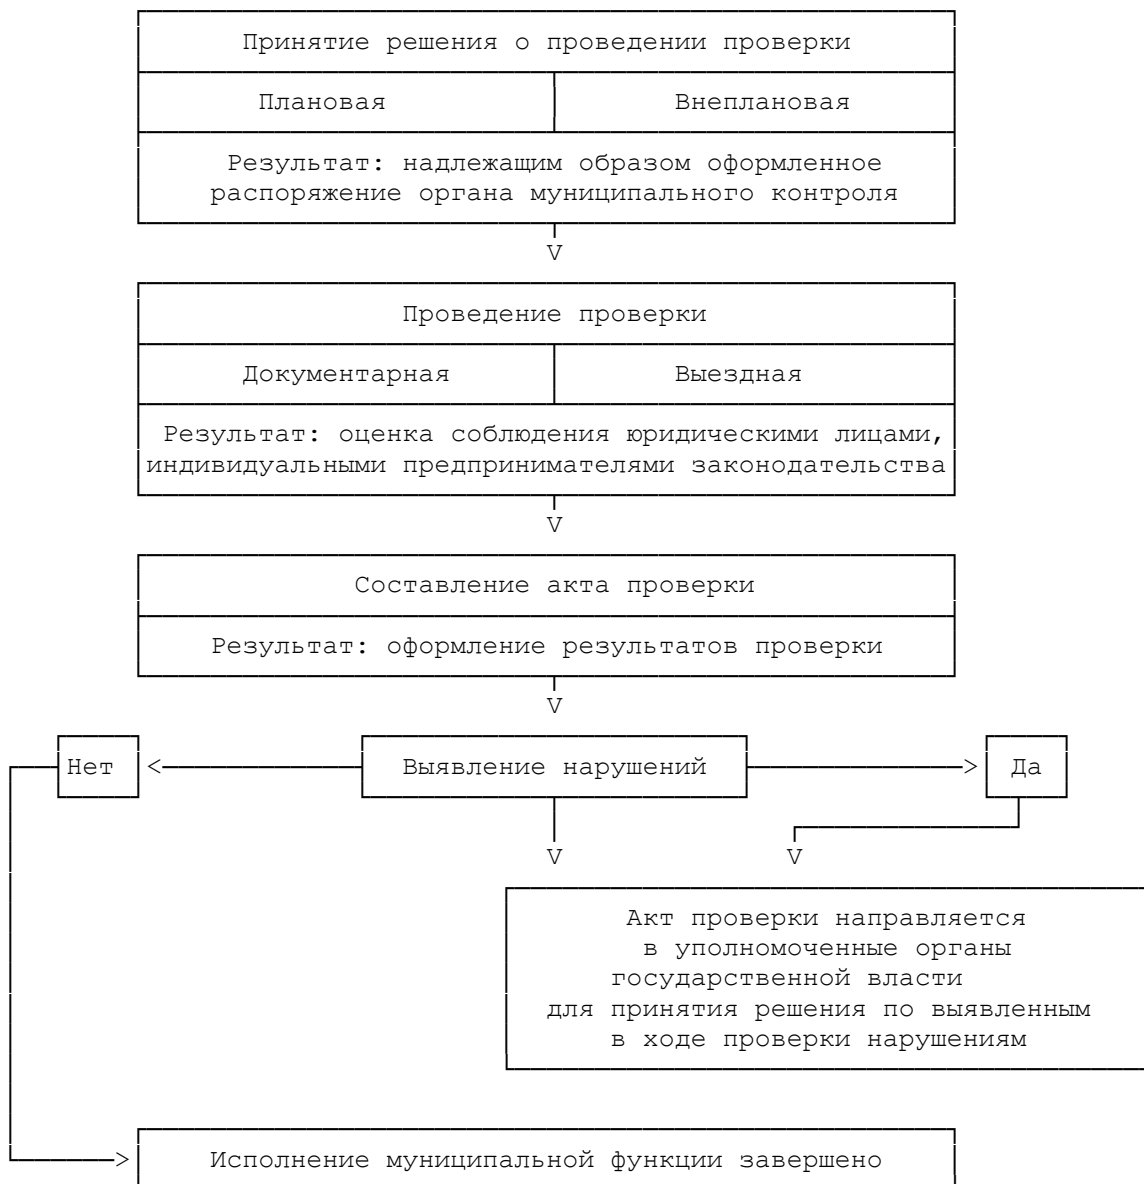 Принятие решения о проведении проверки
Плановая
Внеплановая
Результат: надлежащим образом оформленное
распоряжение органа муниципального контроля
V
Проведение проверки
Документарная
Выездная
Результат: оценка соблюдения юридическими лицами,
индивидуальными предпринимателями законодательства
V
Составление акта проверки
Результат: оформление результатов проверки
V
Нет
<
Выявление нарушений
>
Да
V
V
Акт проверки направляется
в уполномоченные органы
государственной власти
для принятия решения по выявленным
в ходе проверки нарушениям
>
Исполнение муниципальной функции завершено